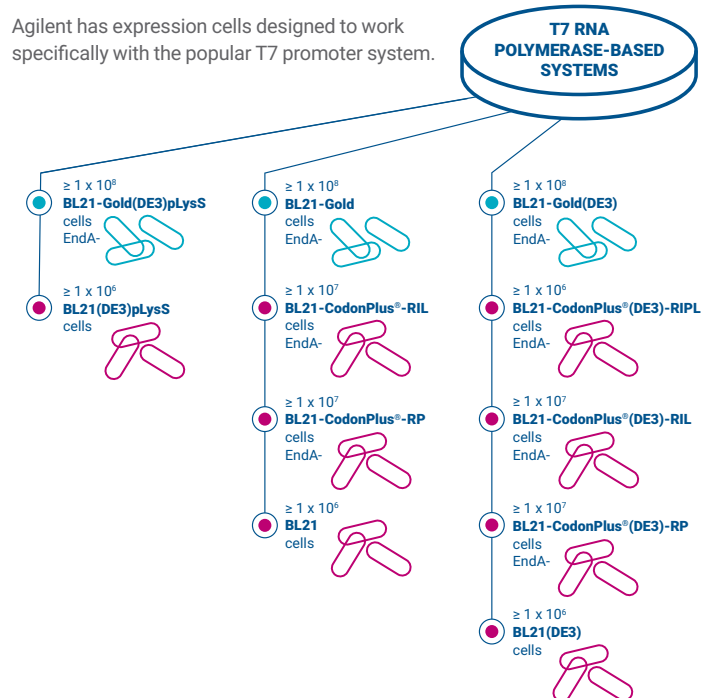 Agilent has expression cells designed to work
specifically with the popular T7 promoter system.
T7 RNA
POLYMERASE-BASED
SYSTEMS
≥ 1 x 10⁸
BL21-Gold(DE3)pLysS
cells
EndA-
≥ 1 x 10⁶
BL21(DE3)pLysS
cells
≥ 1 x 10⁸
BL21-Gold
cells
EndA-
≥ 1 x 10⁷
BL21-CodonPlus®-RIL
cells
EndA-
≥ 1 x 10⁷
BL21-CodonPlus®-RP
cells
EndA-
≥ 1 x 10⁶
BL21
cells
≥ 1 x 10⁸
BL21-Gold(DE3)
cells
EndA-
≥ 1 x 10⁶
BL21-CodonPlus®(DE3)-RIPL
cells
EndA-
≥ 1 x 10⁷
BL21-CodonPlus®(DE3)-RIL
cells
EndA-
≥ 1 x 10⁷
BL21-CodonPlus®(DE3)-RP
cells
EndA-
≥ 1 x 10⁶
BL21(DE3)
cells